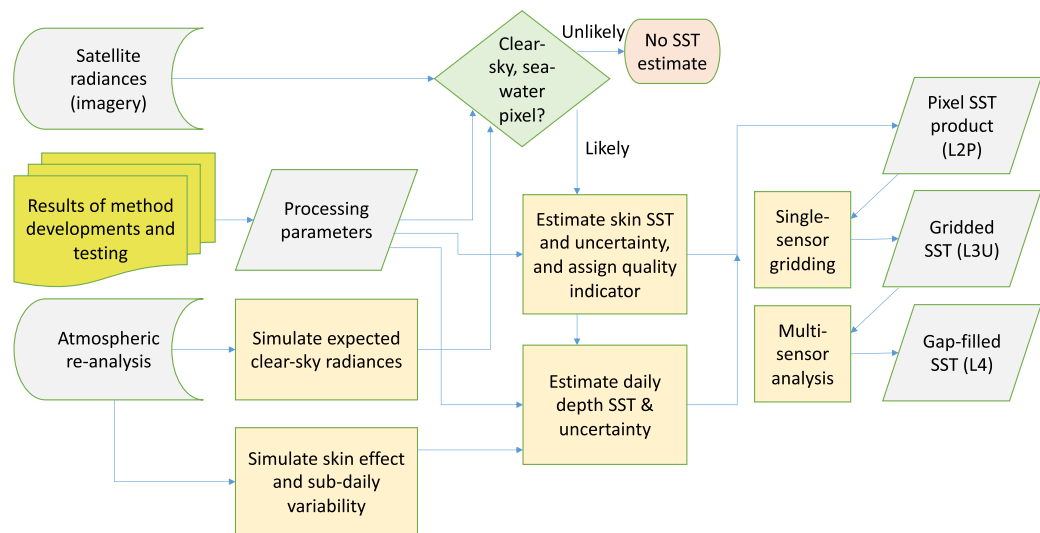 Satellite
radiances
(imagery)
Clear-
sky, sea-
water
pixel?
Unlikely
No SST
estimate
Likely
Results of method
developments and
testing
Processing
parameters
Estimate skin SST
and uncertainty,
and assign quality
indicator
Pixel SST
product
(L2P)
Single-
sensor
gridding
Gridded
SST (L3U)
Atmospheric
re-analysis
Simulate expected
clear-sky radiances
Estimate daily
depth SST &
uncertainty
Multi-
sensor
analysis
Gap-filled
SST (L4)
Simulate skin effect
and sub-daily
variability